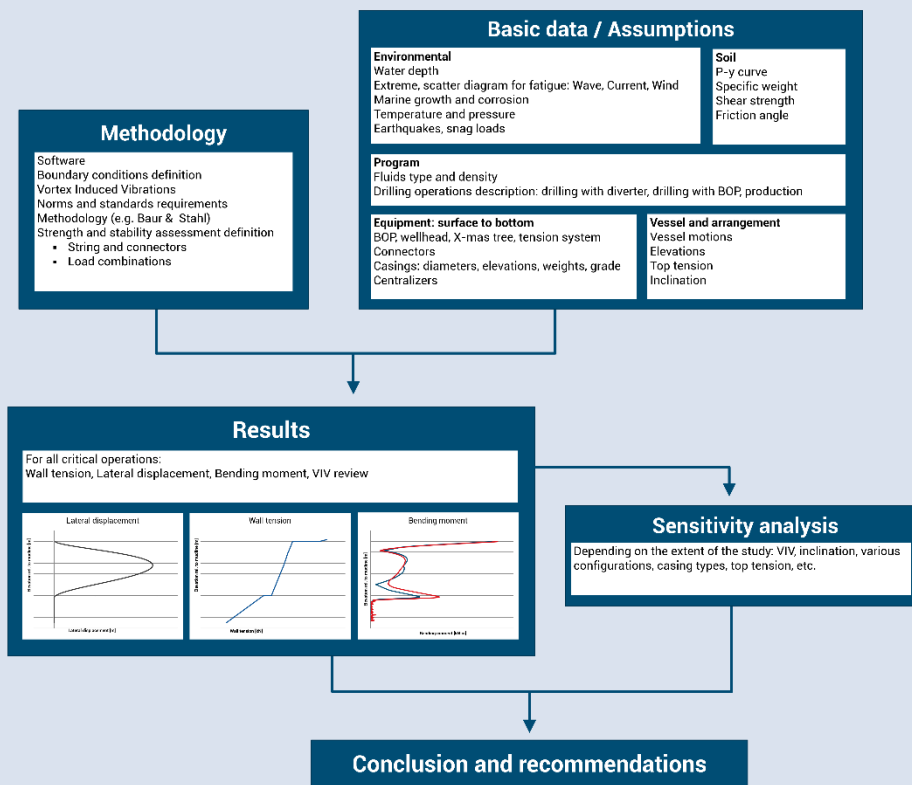 Basic data / Assumptions
Environmental
Water depth
Extreme, scatter diagram for fatigue: Wave, Current, Wind
Marine growth and corrosion
Temperature and pressure
Earthquakes, snag loads
Soil
P-y curve
Specific weight
Shear strength
Friction angle
Program
Fluids type and density
Drilling operations description: drilling with diverter, drilling with BOP, production
Equipment: surface to bottom
BOP, wellhead, X-mas tree, tension system
Connectors
Casings: diameters, elevations, weights, grade
Centralizers
Vessel and arrangement
Vessel motions
Elevations
Top tension
Inclination
Methodology
Software
Boundary conditions definition
Vortex Induced Vibrations
Norms and standards requirements
Methodology (e.g. Baur & Stahl)
Strength and stability assessment definition
▪ String and connectors
▪ Load combinations
Results
For all critical operations:
Wall tension, Lateral displacement, Bending moment, VIV review
Lateral displacement
Lateral displacement [m]
Wall tension
Wall tension [kN]
Bending moment
Sensitivity analysis
Depending on the extent of the study: VIV, inclination, various
configurations, casing types, top tension, etc.
Conclusion and recommendations